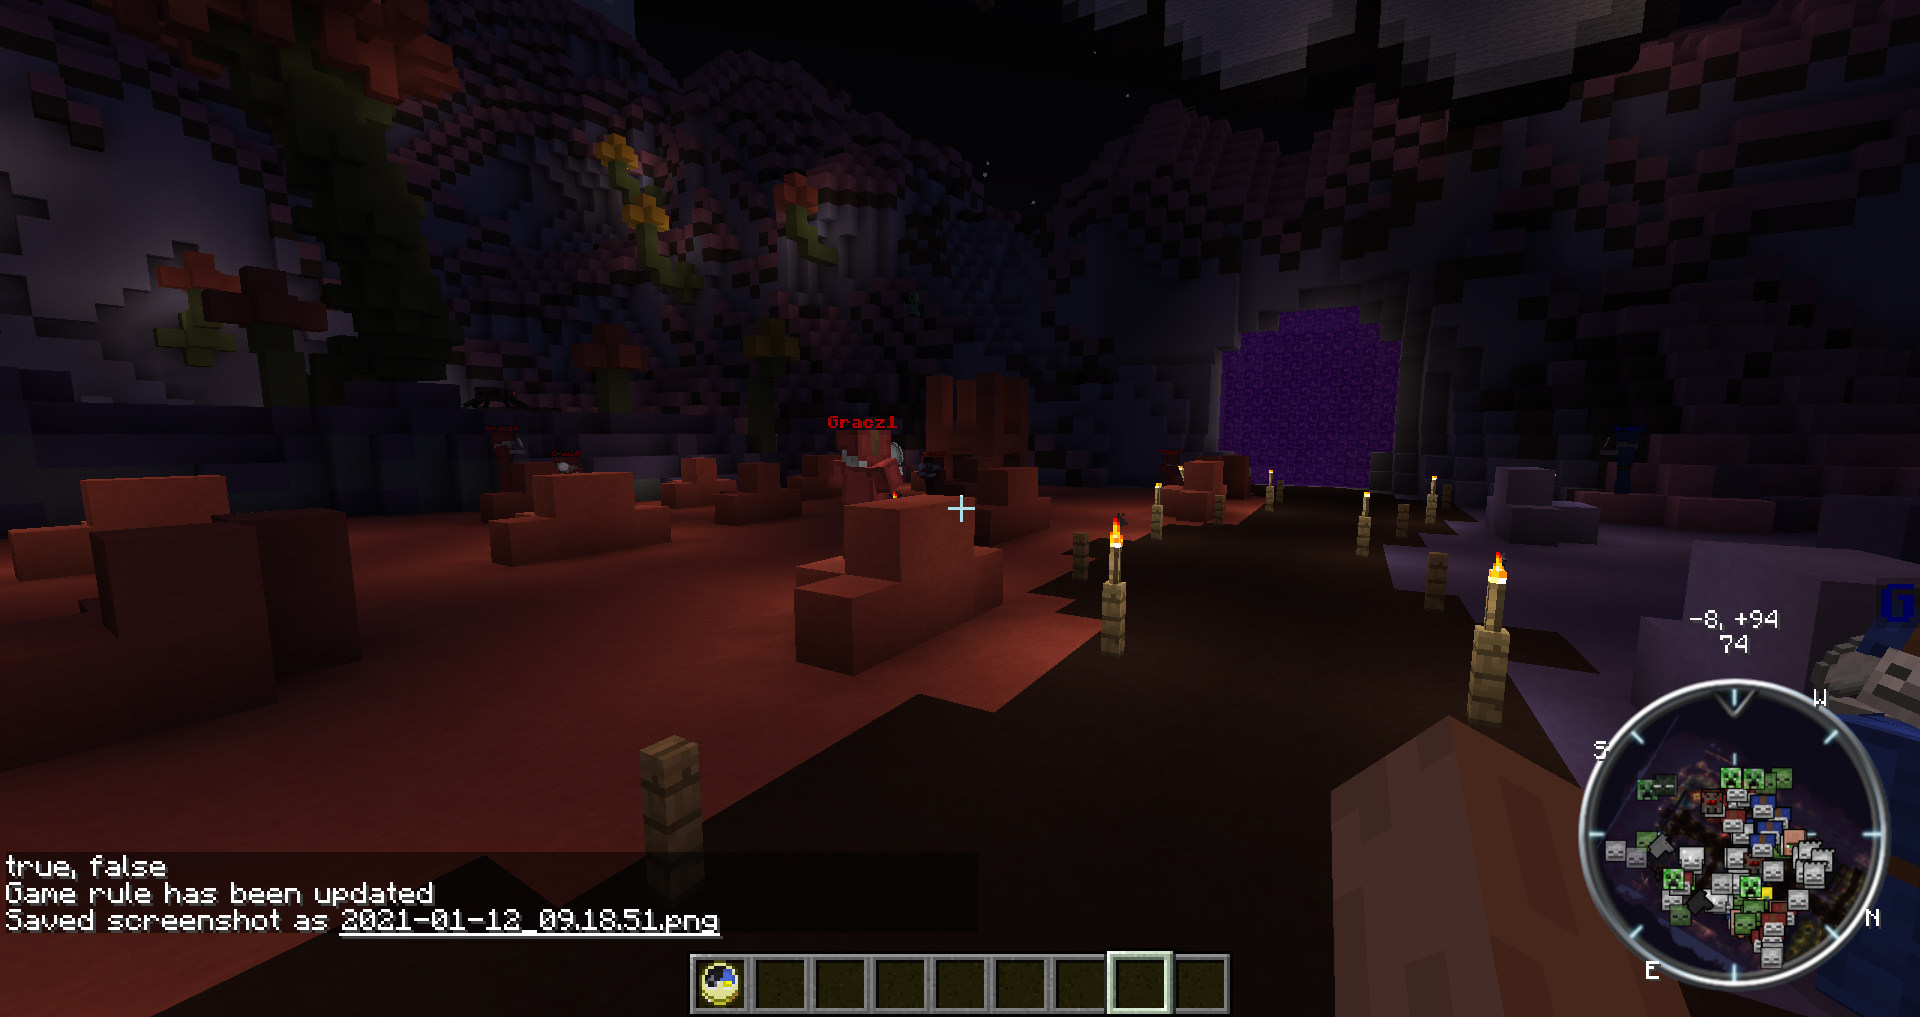 Graoz1
G
-8, +94
74
W
S
N
E
true, false
Game rule has been updated
Saved screenshot as 2021-01-12_09.18.51.png